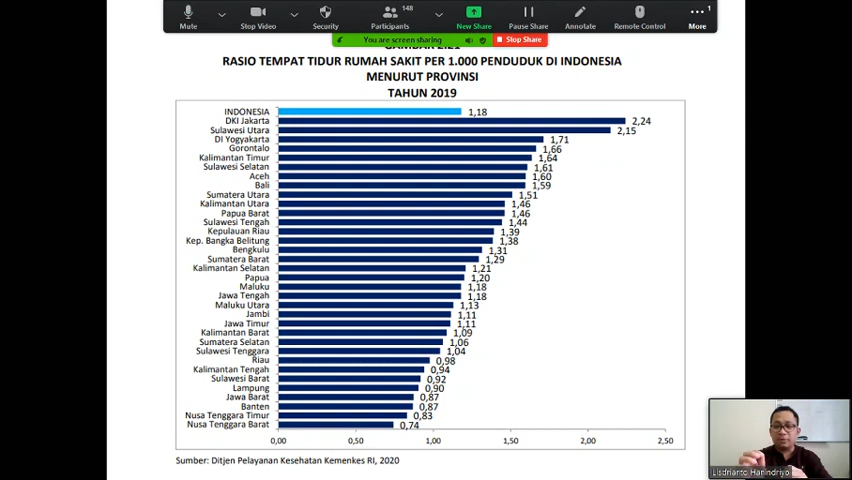 148
1
Mute
Stop Video
Security
Participants
New Share
Pause Share
Annotate
Remote Control
More
You are screen sharing
Stop Share
GAMBAR 2.21
RASIO TEMPAT TIDUR RUMAH SAKIT PER 1.000 PENDUDUK DI INDONESIA
MENURUT PROVINSI
TAHUN 2019
INDONESIA 1,18
DKI Jakarta 2,24
Sulawesi Utara 2,15
DI Yogyakarta 1,71
Gorontalo 1,66
Kalimantan Timur 1,64
Sulawesi Selatan 1,61
Aceh 1,60
Bali 1,59
Sumatera Utara 1,51
Kalimantan Utara 1,46
Papua Barat 1,46
Sulawesi Tengah 1,44
Kepulauan Riau 1,39
Kep. Bangka Belitung 1,38
Bengkulu 1,31
Sumatera Barat 1,29
Kalimantan Selatan 1,21
Papua 1,20
Maluku 1,18
Jawa Tengah 1,18
Maluku Utara 1,13
Jambi 1,11
Jawa Timur 1,11
Kalimantan Barat 1,09
Sumatera Selatan 1,06
Sulawesi Tenggara 1,04
Riau 0,98
Kalimantan Tengah 0,94
Sulawesi Barat 0,92
Lampung 0,90
Jawa Barat 0,87
Banten 0,87
Nusa Tenggara Timur 0,83
Nusa Tenggara Barat 0,74
0,00 0,50 1,00 1,50 2,00 2,50
Sumber: Ditjen Pelayanan Kesehatan Kemenkes RI, 2020
Lisdrianto Hanindriyo